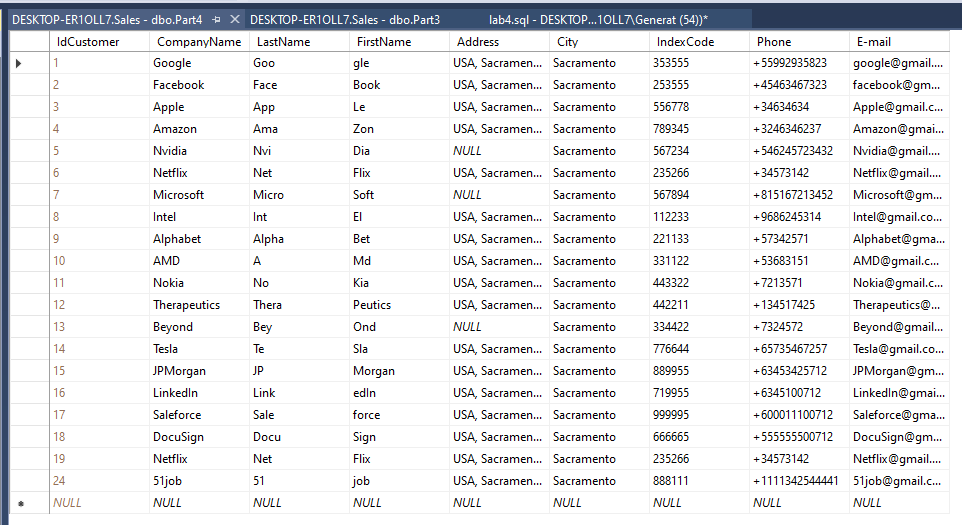 DESKTOP-ER1OLL7.Sales - dbo.Part4 DESKTOP-ER1OLL7.Sales - dbo.Part3 lab4.sql - DESKTOP...1OLL7\Generat (54))*
IdCustomer CompanyName LastName FirstName Address City IndexCode Phone E-mail
1 Google Goo gle USA, Sacramen... Sacramento 353555 +55992935823 google@gmail....
2 Facebook Face Book USA, Sacramen... Sacramento 253555 +45463467323 facebook@gm...
3 Apple App Le USA, Sacramen... Sacramento 556778 +34634634 Apple@gmail.c...
4 Amazon Ama Zon USA, Sacramen... Sacramento 789345 +3246346237 Amazon@gmai...
5 Nvidia Nvi Dia NULL Sacramento 567234 +546245723432 Nvidia@gmail....
6 Netflix Net Flix USA, Sacramen... Sacramento 235266 +34573142 Netflix@gmail....
7 Microsoft Micro Soft NULL Sacramento 567894 +815167213452 Microsoft@gm...
8 Intel Int El USA, Sacramen... Sacramento 112233 +9686245314 Intel@gmail.co...
9 Alphabet Alpha Bet USA, Sacramen... Sacramento 221133 +57342571 Alphabet@gma...
10 AMD A Md USA, Sacramen... Sacramento 331122 +53683151 AMD@gmail.c...
11 Nokia No Kia USA, Sacramen... Sacramento 443322 +7213571 Nokia@gmail.c...
12 Therapeutics Thera Peutics USA, Sacramen... Sacramento 442211 +134517425 Therapeutics@...
13 Beyond Bey Ond NULL Sacramento 334422 +7324572 Beyond@gmail...
14 Tesla Te Sla USA, Sacramen... Sacramento 776644 +65735467257 Tesla@gmail.co...
15 JPMorgan JP Morgan USA, Sacramen... Sacramento 889955 +63453425712 JPMorgan@gm...
16 LinkedIn Link edIn USA, Sacramen... Sacramento 719955 +6345100712 LinkedIn@gmai...
17 Saleforce Sale force USA, Sacramen... Sacramento 999995 +600011100712 Saleforce@gma...
18 DocuSign Docu Sign USA, Sacramen... Sacramento 666665 +555555500712 DocuSign@gma...
19 Netflix Net Flix USA, Sacramen... Sacramento 235266 +34573142 Netflix@gmail....
24 51job 51 job USA, Sacramen... Sacramento 888111 +1111342544441 51job@gmail.c...
NULL NULL NULL NULL NULL NULL NULL NULL NULL